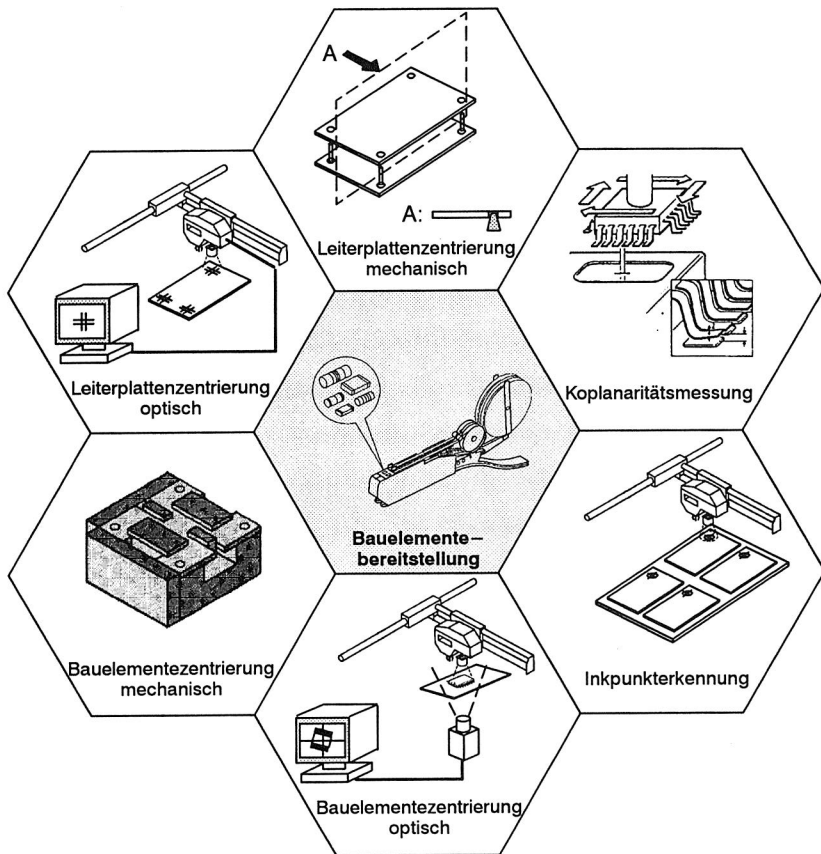 A
A:
Leiterplattenzentrierung
mechanisch
Leiterplattenzentrierung
optisch
Koplanaritätsmessung
Bauelemente–
bereitstellung
Bauelementezentrierung
mechanisch
Inkpunkterkennung
Bauelementezentrierung
optisch